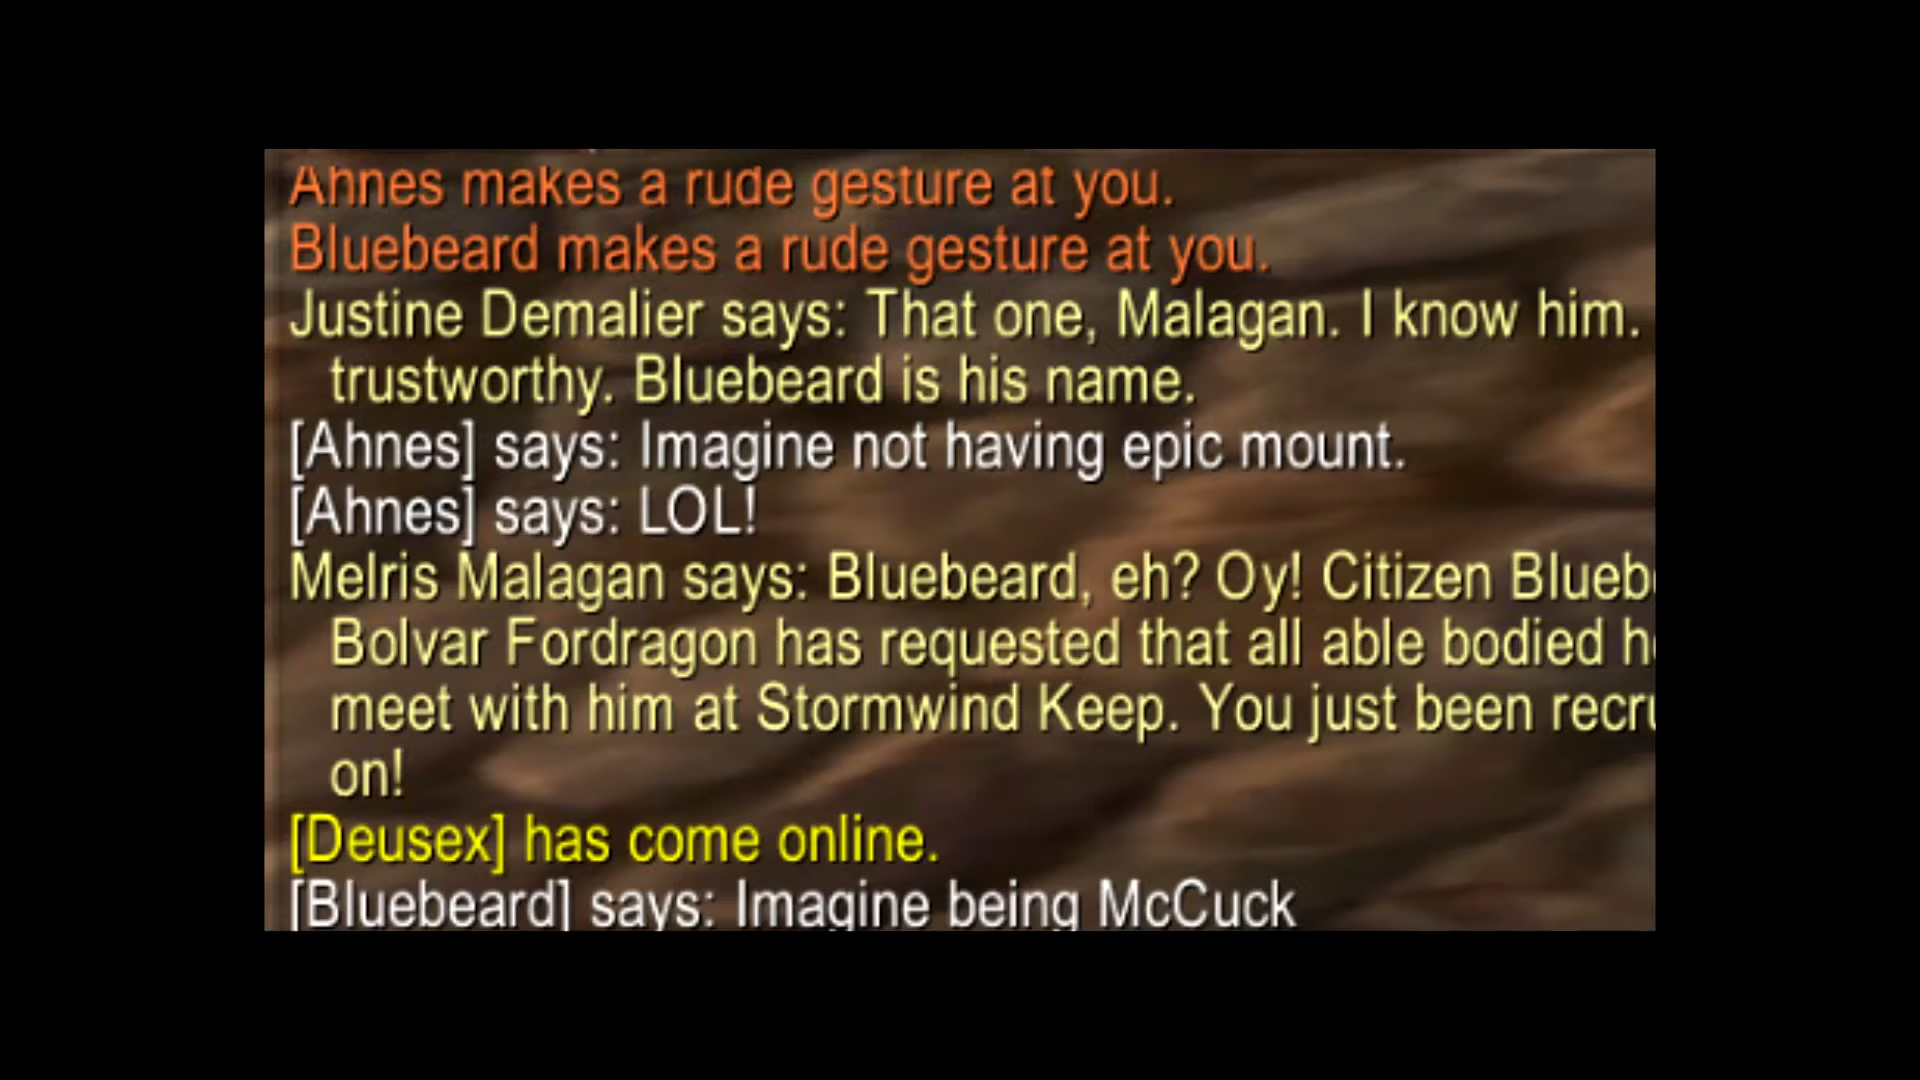 Ahnes makes a rude gesture at you.
Bluebeard makes a rude gesture at you.
Justine Demalier says: That one, Malagan. I know him.
trustworthy. Bluebeard is his name.
[Ahnes] says: Imagine not having epic mount.
[Ahnes] says: LOL!
Melris Malagan says: Bluebeard, eh? Oy! Citizen Blueb
Bolvar Fordragon has requested that all able bodied h
meet with him at Stormwind Keep. You just been recru
on!
[Deusex] has come online.
[Bluebeard] says: Imagine being McCuck